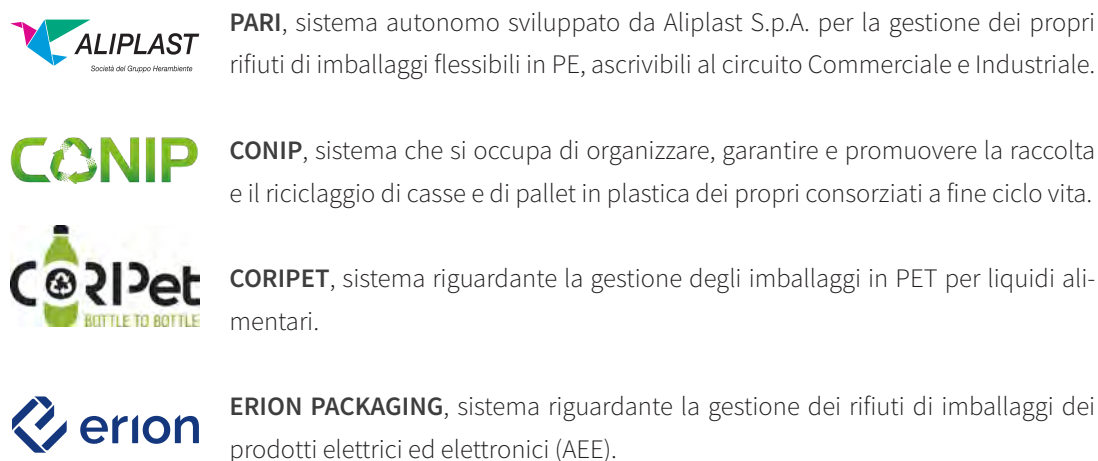 ALIPLAST
Società del Gruppo Herambiente
PARI, sistema autonomo sviluppato da Aliplast S.p.A. per la gestione dei propri
rifiuti di imballaggi flessibili in PE, ascrivibili al circuito Commerciale e Industriale.
CONIP
CONIP, sistema che si occupa di organizzare, garantire e promuovere la raccolta
e il riciclaggio di casse e di pallet in plastica dei propri consorziati a fine ciclo vita.
CORIPet
BOTTLE TO BOTTLE
CORIPET, sistema riguardante la gestione degli imballaggi in PET per liquidi ali-
mentari.
erion
ERION PACKAGING, sistema riguardante la gestione dei rifiuti di imballaggi dei
prodotti elettrici ed elettronici (AEE).